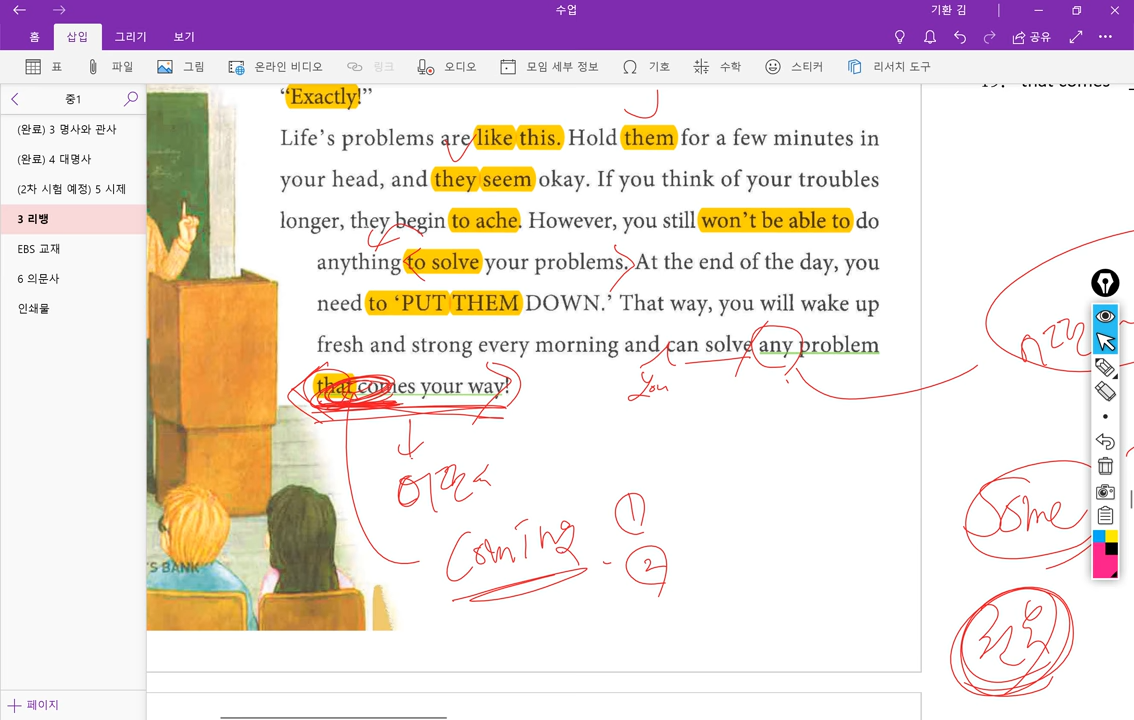 수업
기환 김
홈 삽입 그리기 보기
공유
표 파일 그림 온라인 비디오 링크 오디오 모임 세부 정보 기호 수학 스티커 리서치 도구
중1
(완료) 3 명사와 관사
(완료) 4 대명사
(2차 시험 예정) 5 시제
3 리뱅
EBS 교재
6 의문사
인쇄물
페이지
19. that comes
“Exactly!”
Life’s problems are like this. Hold them for a few minutes in
your head, and they seem okay. If you think of your troubles
longer, they begin to ache. However, you still won’t be able to do
anything to solve your problems. At the end of the day, you
need to ‘PUT THEM DOWN.’ That way, you will wake up
fresh and strong every morning and can solve any problem
that comes your way!
you
coming
①
②
Some
'S BANK